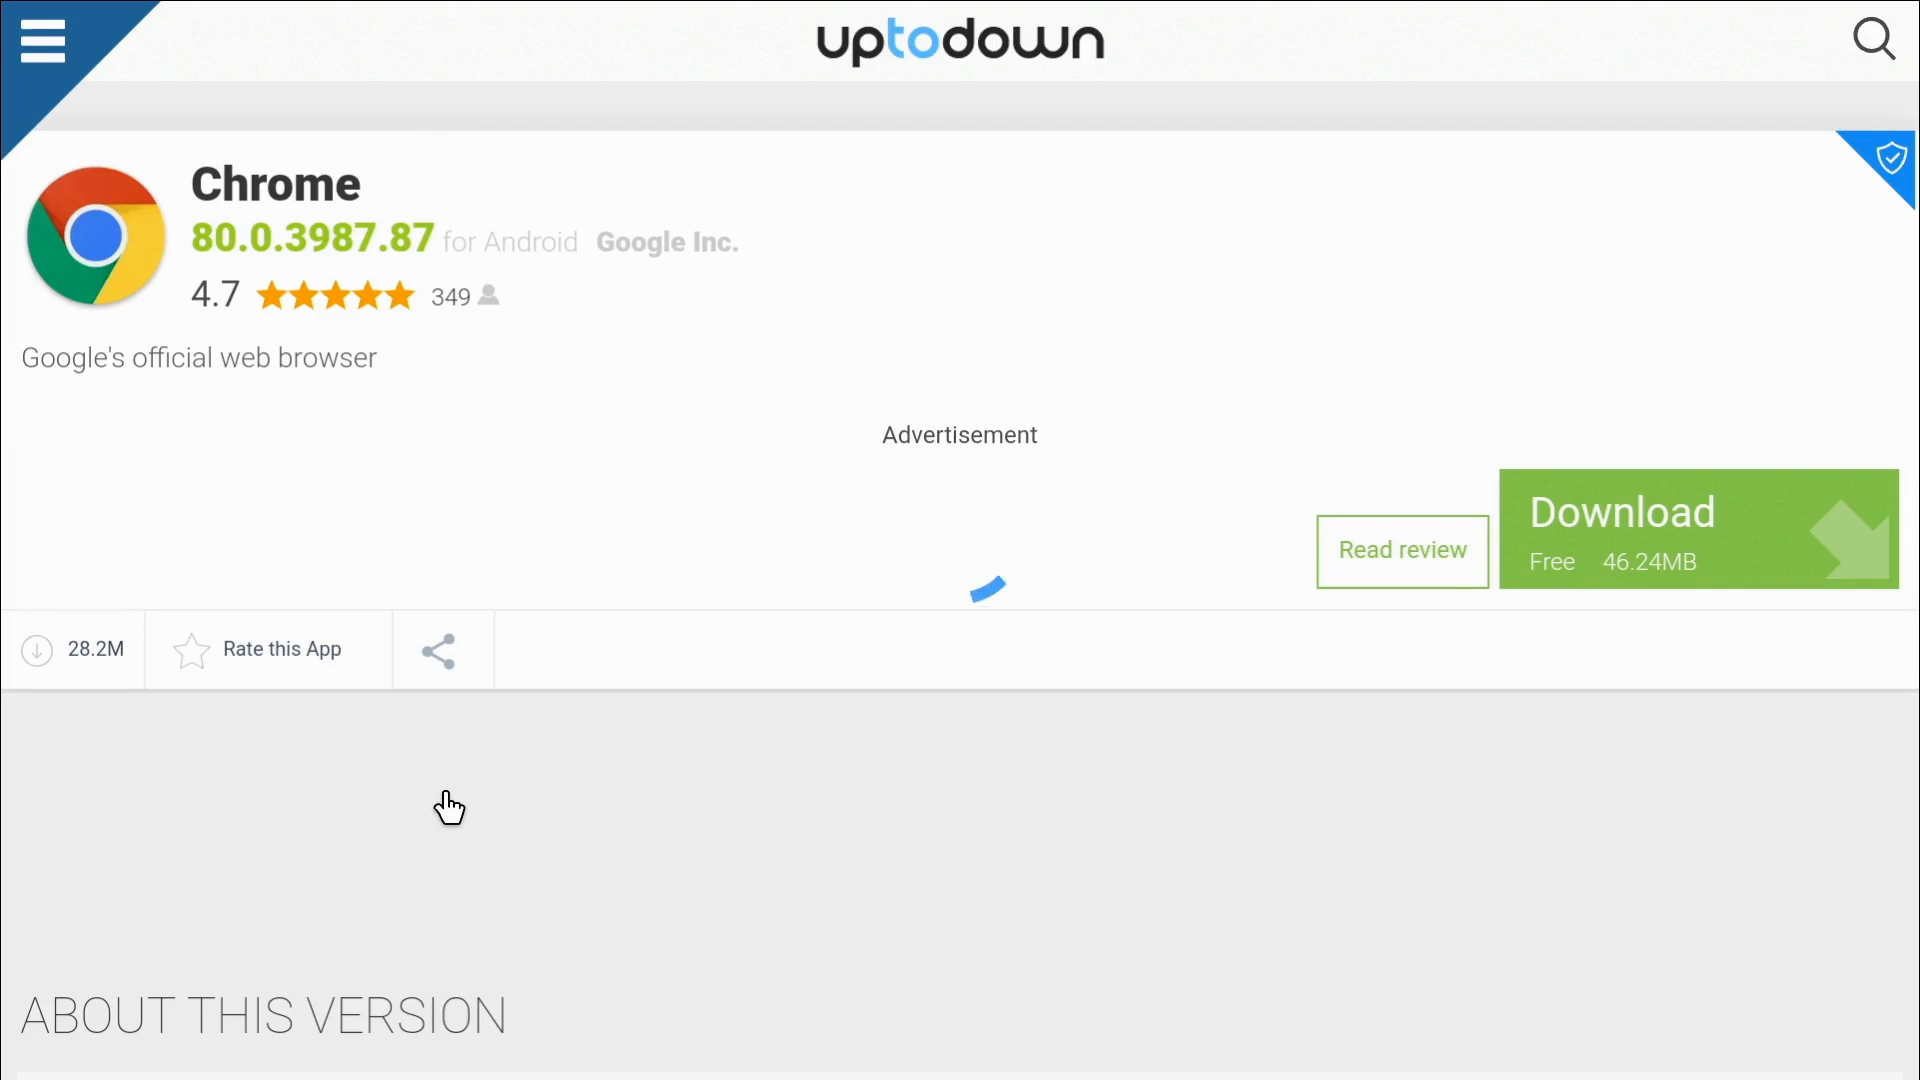 uptodown
Chrome
80.0.3987.87 for Android Google Inc.
4.7 349
Google's official web browser
Advertisement
Download
Read review
Free 46.24MB
28.2M Rate this App
ABOUT THIS VERSION